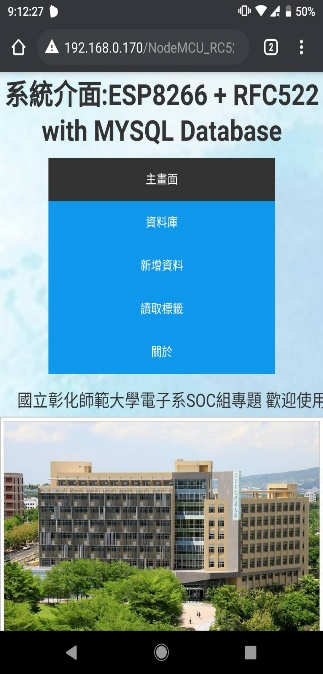 9:12:27
50%
192.168.0.170/NodeMCU_RC5
2
系統介面:ESP8266 + RFC522
with MYSQL Database
主畫面
資料庫
新增資料
讀取標籤
關於
國立彰化師範大學電子系SOC組專題 歡迎使用